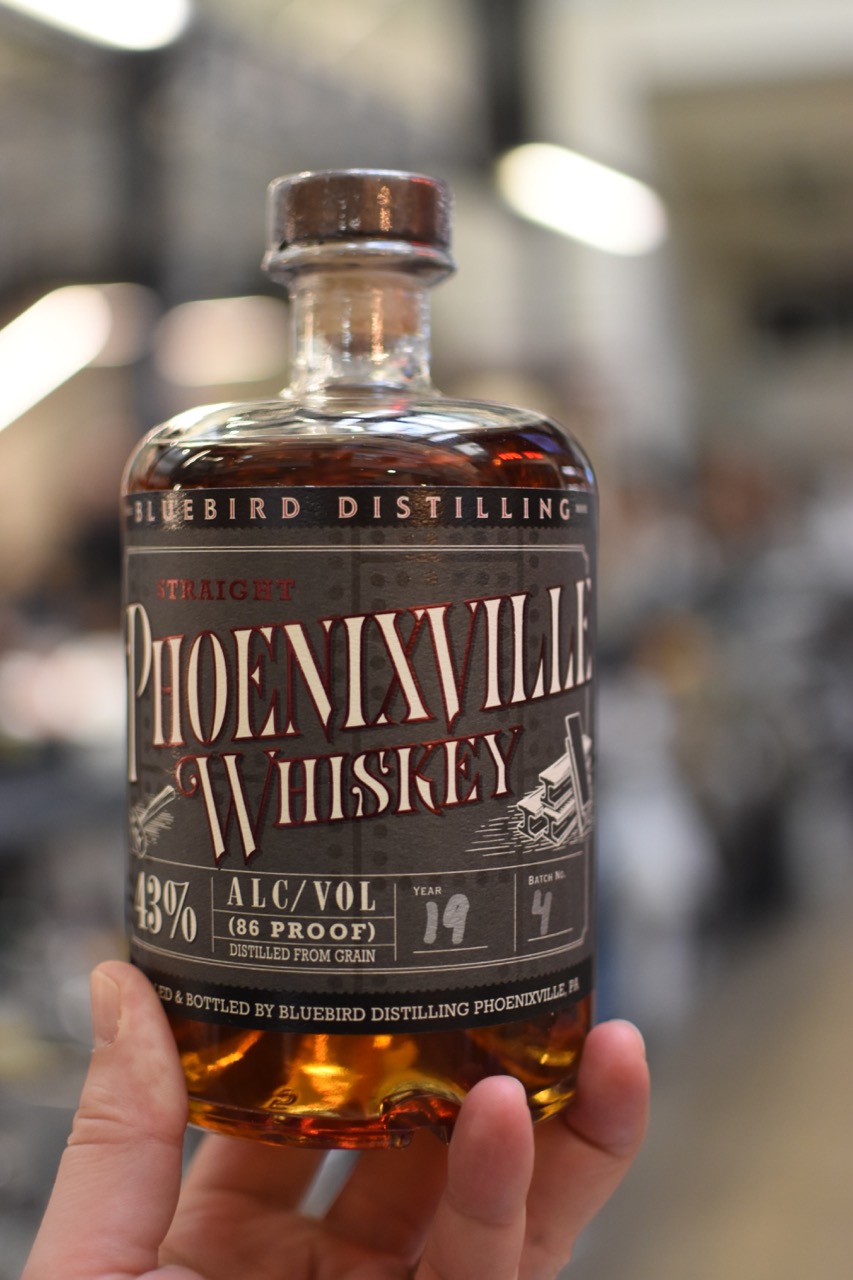 BLUEBIRD DISTILLING
STRAIGHT
PHOENIXVILLE
WHISKEY
43% ALC/VOL
(86 PROOF)
DISTILLED FROM GRAIN
YEAR
19
BATCH NO.
4
& BOTTLED BY BLUEBIRD DISTILLING PHOENIXVILLE, PA